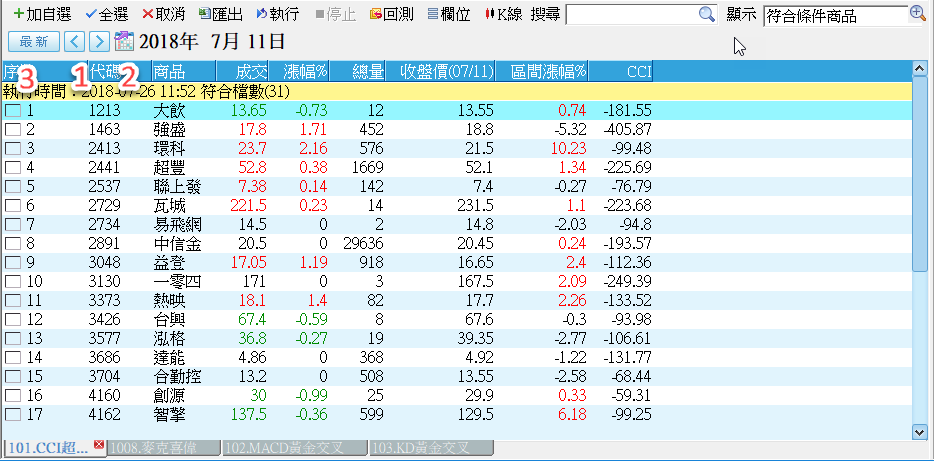 加自選 全選 取消 匯出 執行 停止 回測 欄位 K線 搜尋 顯示 符合條件商品
最新 2018年 7月 11日
序 3 1 代碼 2 商品 成交 漲幅% 總量 收盤價(07/11) 區間漲幅% CCI
執行時間：2018-07-26 11:52 符合檔數(31)
1 1213 大飲 13.65 -0.73 12 13.55 0.74 -181.55
2 1463 強盛 17.8 1.71 452 18.8 -5.32 -405.87
3 2413 環科 23.7 2.16 576 21.5 10.23 -99.48
4 2441 超豐 52.8 0.38 1669 52.1 1.34 -225.69
5 2537 聯上發 7.38 0.14 142 7.4 -0.27 -76.79
6 2729 瓦城 221.5 0.23 14 231.5 1.1 -223.68
7 2734 易飛網 14.5 0 2 14.8 -2.03 -94.8
8 2891 中信金 20.5 0 29636 20.45 0.24 -193.57
9 3048 益登 17.05 1.19 918 16.65 2.4 -112.36
10 3130 一零四 171 0 3 167.5 2.09 -249.39
11 3373 熱映 18.1 1.4 82 17.7 2.26 -133.52
12 3426 台興 67.4 -0.59 8 67.6 -0.3 -93.98
13 3577 泓格 36.8 -0.27 19 39.35 -2.77 -106.61
14 3686 達能 4.86 0 368 4.92 -1.22 -131.77
15 3704 合勤控 13.2 0 508 13.55 -2.58 -68.44
16 4160 創源 30 -0.99 25 29.9 0.33 -59.31
17 4162 智擎 137.5 -0.36 599 129.5 6.18 -99.25
101.CCI超... 1008.麥克喜偉 102.MACD黃金交叉 103.KD黃金交叉